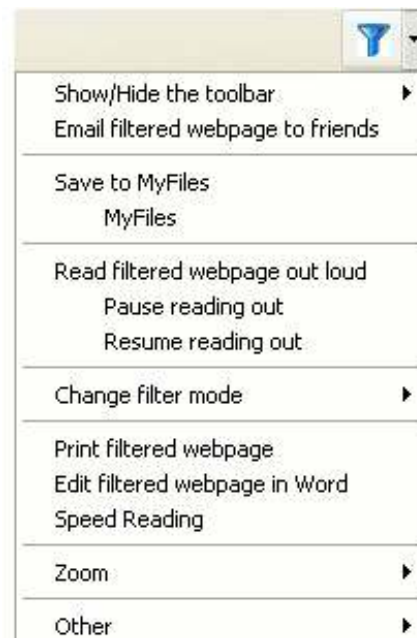 Show/Hide the toolbar
Email filtered webpage to friends
Save to MyFiles
MyFiles
Read filtered webpage out loud
Pause reading out
Resume reading out
Change filter mode
Print filtered webpage
Edit filtered webpage in Word
Speed Reading
Zoom
Other